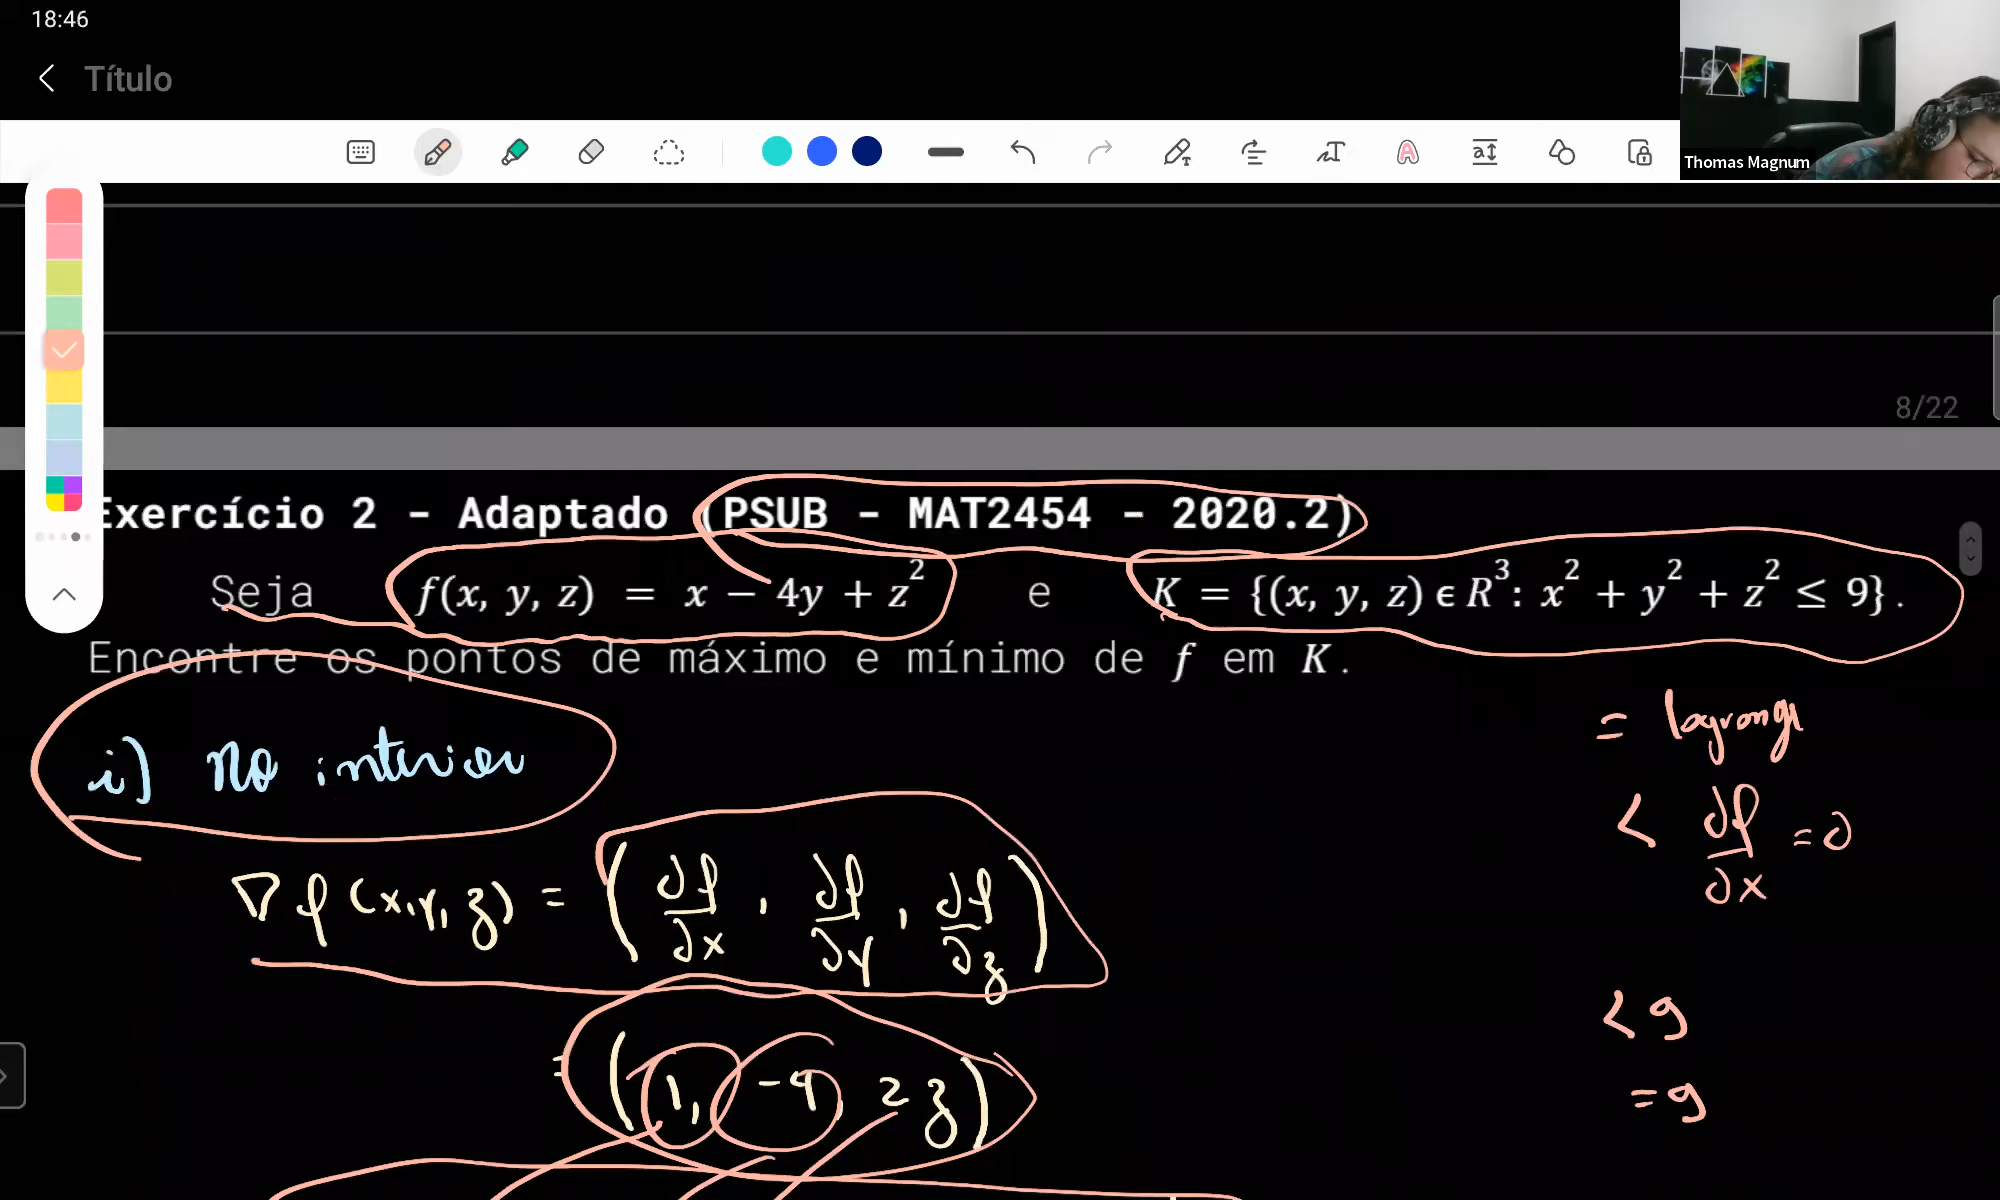 18:46
Título
Thomas Magnum
8/22
Exercício 2 - Adaptado (PSUB - MAT2454 - 2020.2)
Seja f(x, y, z) = x − 4y + z² e K = {(x, y, z) ϵ R³: x² + y² + z² ≤ 9}.
Encontre os pontos de máximo e mínimo de f em K.
= lagrange
i) no interior
< ∂f/∂x = 0
∇f(x,y,z) = (∂f/∂x, ∂f/∂y, ∂f/∂z)
< 9
= (1, -4, 2z)
= 9